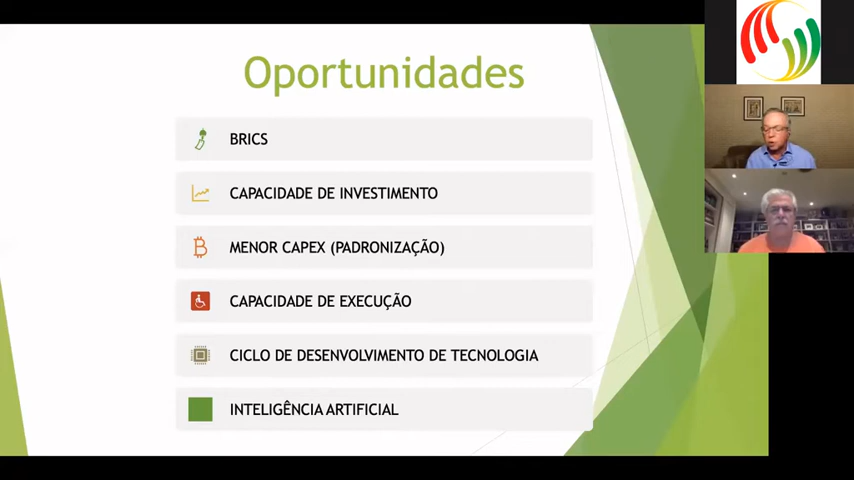 Oportunidades
BRICS
CAPACIDADE DE INVESTIMENTO
MENOR CAPEX (PADRONIZAÇÃO)
CAPACIDADE DE EXECUÇÃO
CICLO DE DESENVOLVIMENTO DE TECNOLOGIA
INTELIGÊNCIA ARTIFICIAL